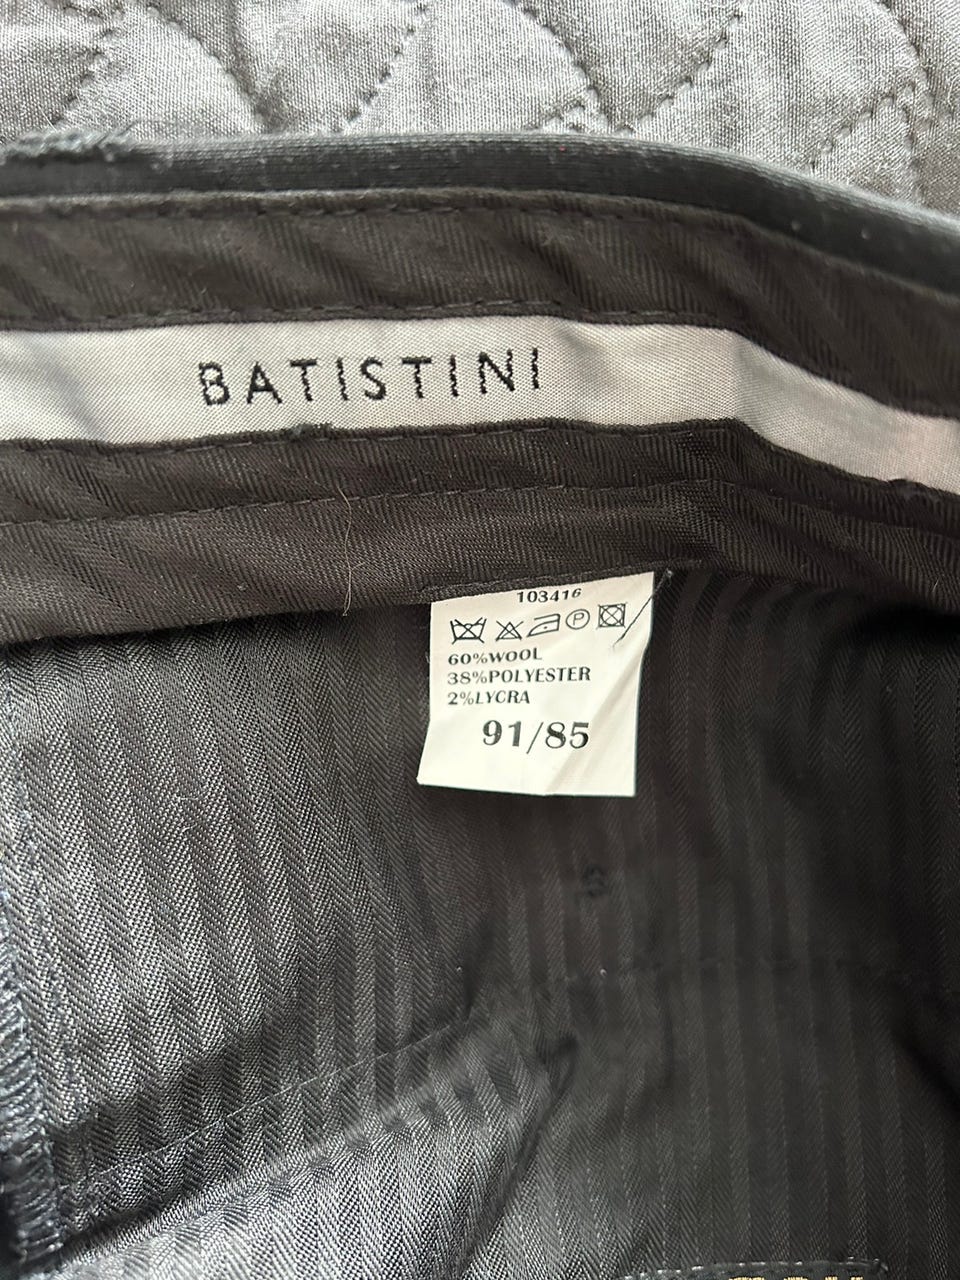 BATISTINI
103416
P
60%WOOL
38%POLYESTER
2%LYCRA
91/85